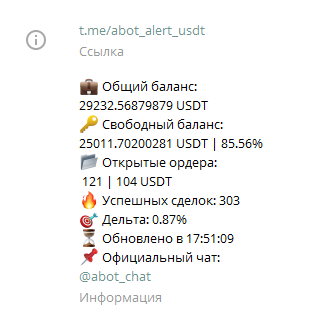 t.me/abot_alert_usdt
Ссылка
Общий баланс:
29232.56879879 USDT
Свободный баланс:
25011.70200281 USDT | 85.56%
Открытые ордера:
121 | 104 USDT
Успешных сделок: 303
Дельта: 0.87%
Обновлено в 17:51:09
Официальный чат:
@abot_chat
Информация